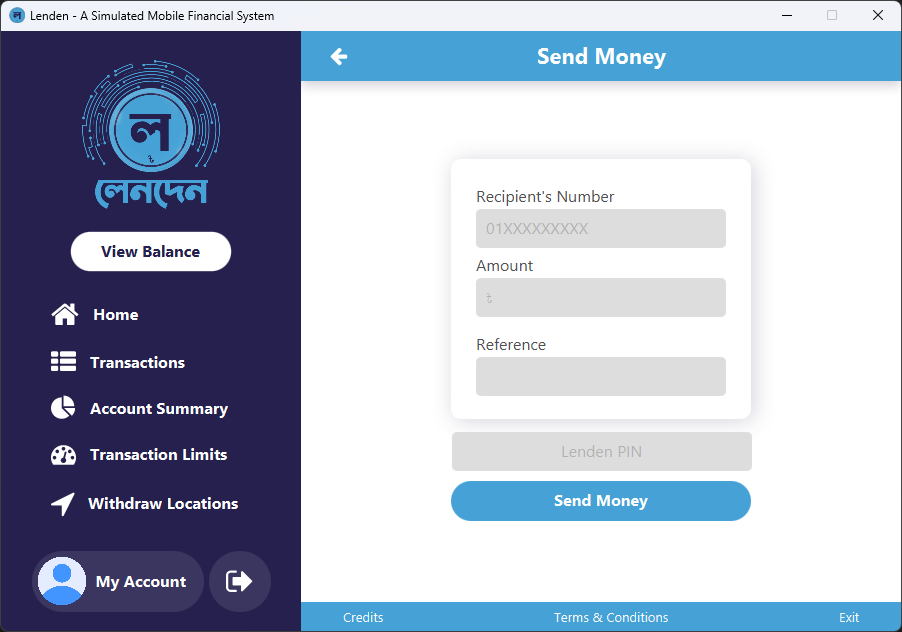 Lenden - A Simulated Mobile Financial System
ল
৳
লেনদেন
View Balance
Home
Transactions
Account Summary
Transaction Limits
Withdraw Locations
My Account
Send Money
Recipient's Number
01XXXXXXXXX
Amount
৳
Reference
Lenden PIN
Send Money
Credits
Terms & Conditions
Exit